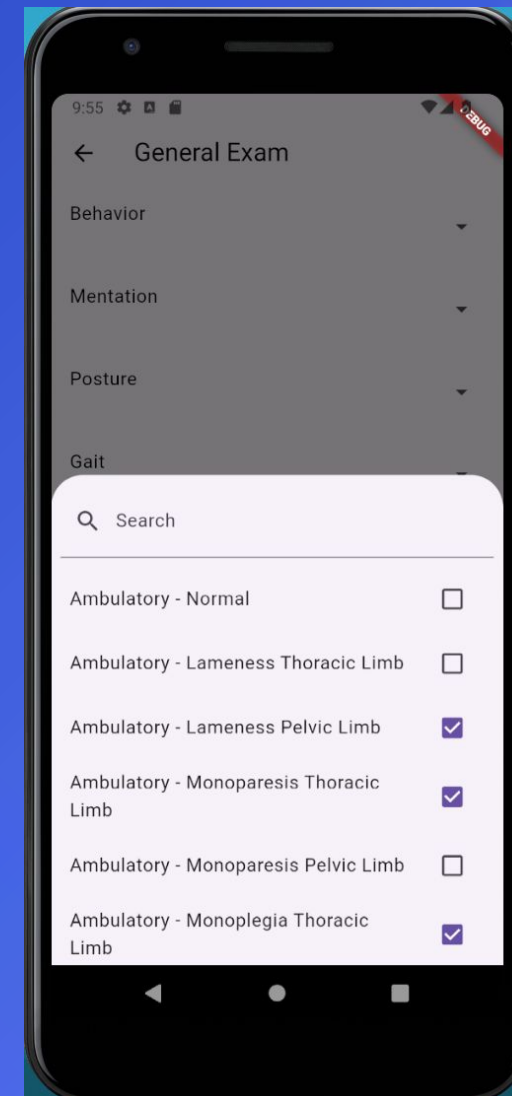 9:55
DEBUG
General Exam
Behavior
Mentation
Posture
Gait
Search
Ambulatory - Normal
Ambulatory - Lameness Thoracic Limb
Ambulatory - Lameness Pelvic Limb
Ambulatory - Monoparesis Thoracic
Limb
Ambulatory - Monoparesis Pelvic Limb
Ambulatory - Monoplegia Thoracic
Limb